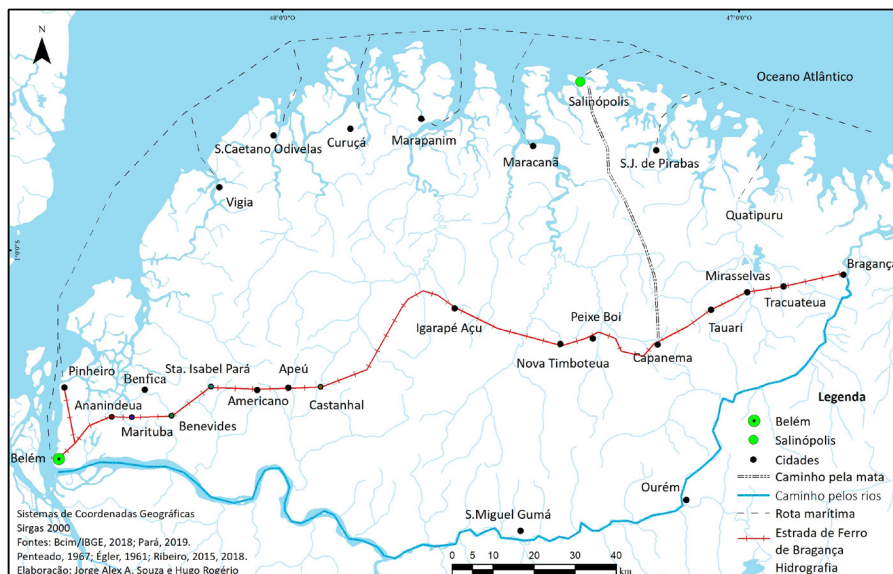 48°0'0"O
47°0'0"O
N
Oceano Atlântico
Salinópolis
S.Caetano Odivelas
Curuçá
Marapanim
Maracanã
S.J. de Pirabas
Vigia
Quatipuru
1°0'0"S
Bragança
Mirasselvas
Tracuateua
Tauari
Peixe Boi
Igarapé Açu
Nova Timboteua
Capanema
Pinheiro
Benfica
Sta. Isabel Pará
Apeú
Americano
Castanhal
Ananindeua
Marituba
Benevides
Belém
Legenda
Belém
Salinópolis
Cidades
Caminho pela mata
Caminho pelos rios
Rota marítima
Estrada de Ferro
de Bragança
Hidrografia
Ourém
S.Miguel Gumá
Sistemas de Coordenadas Geográficas
Sirgas 2000
Fontes: Bcim/IBGE, 2018; Pará, 2019.
Penteado, 1967; Égler, 1961; Ribeiro, 2015, 2018.
Elaboração: Jorge Alex A. Souza e Hugo Rogério
0 5 10 20 30 40
km